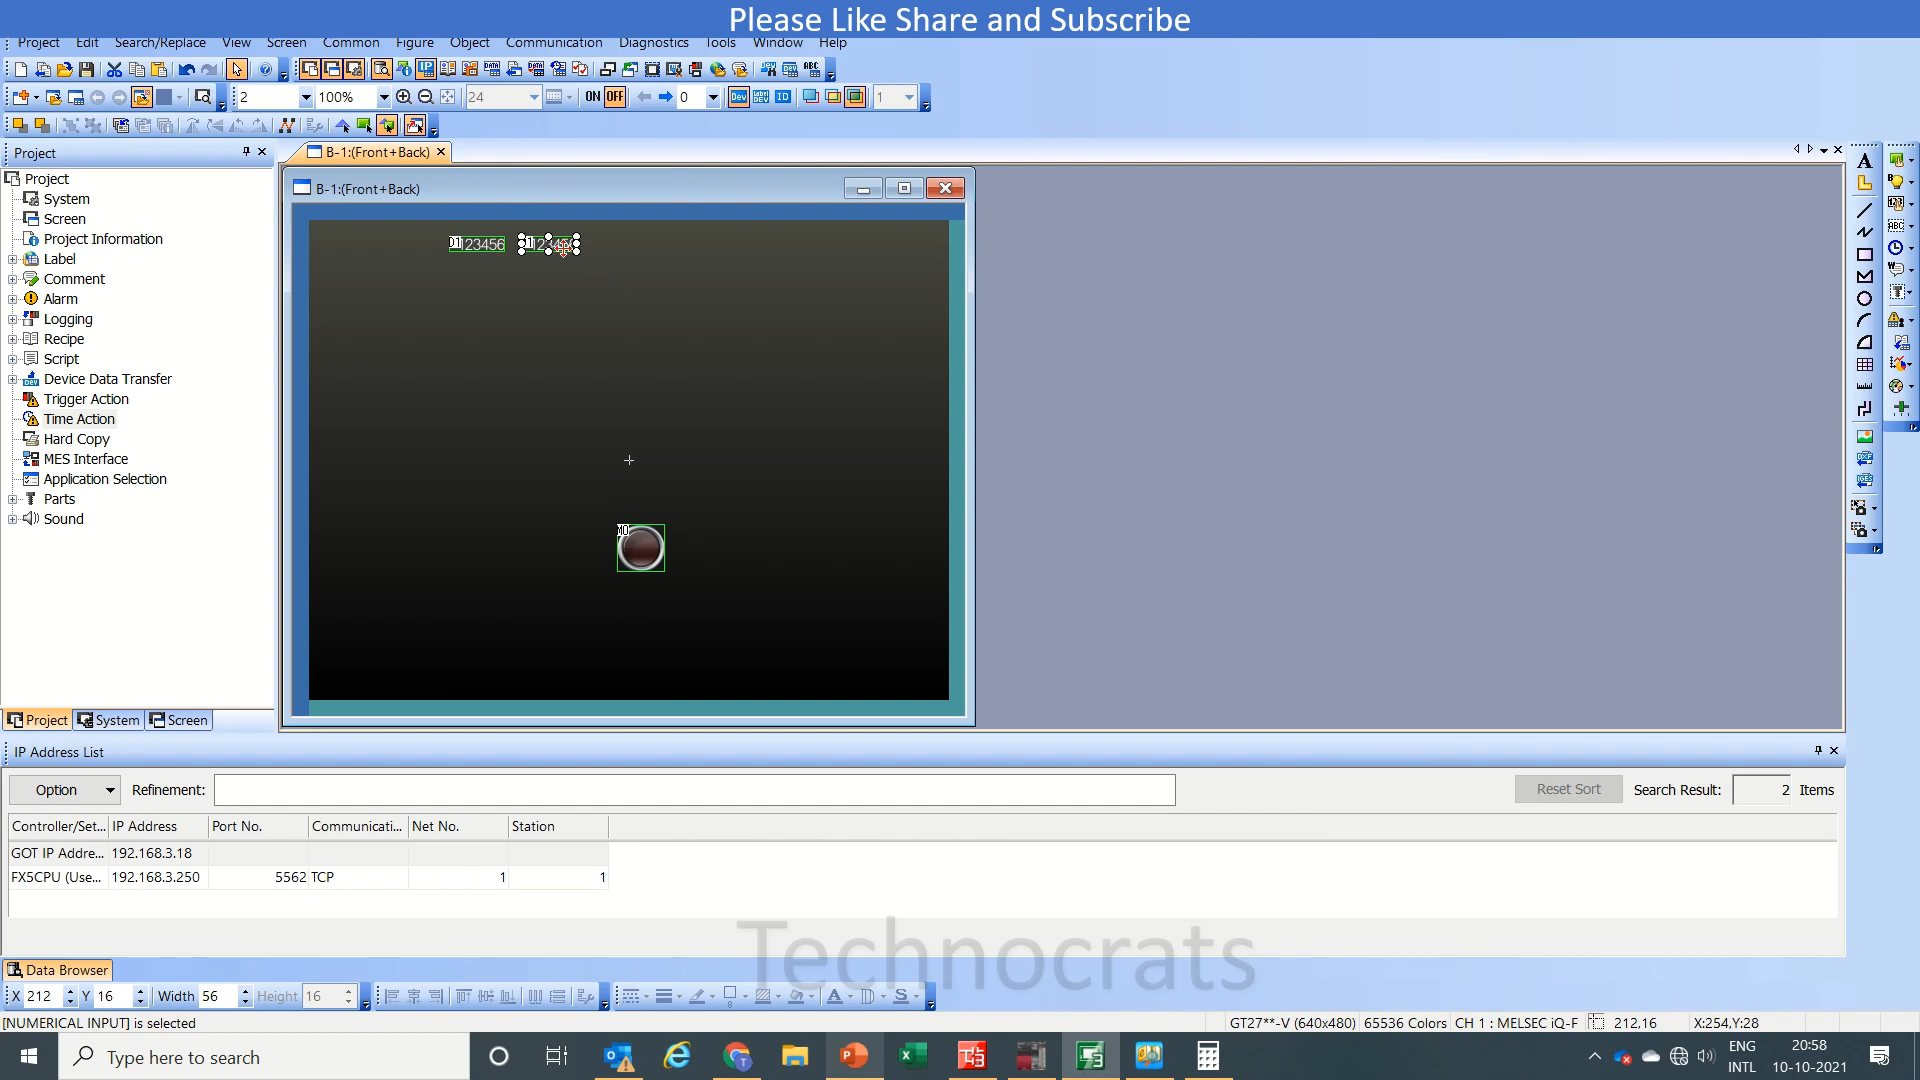 Please Like Share and Subscribe
Project Edit Search/Replace View Screen Common Figure Object Communication Diagnostics Tools Window Help
2 100% 24 ON OFF 0 Dev ID 1
Project
B-1:(Front+Back)
B-1:(Front+Back)
Project
System
Screen
Project Information
Label
Comment
Alarm
Logging
Recipe
Script
Device Data Transfer
Trigger Action
Time Action
Hard Copy
MES Interface
Application Selection
Parts
Sound
D1 123456
M0
Project System Screen
IP Address List
Option Refinement: Reset Sort Search Result: 2 Items
Controller/Set... IP Address Port No. Communicati... Net No. Station
GOT IP Addre... 192.168.3.18
FX5CPU (Use... 192.168.3.250 5562 TCP 1 1
Technocrats
Data Browser
X 212 Y 16 Width 56 Height 16
[NUMERICAL INPUT] is selected
GT27**-V (640x480) 65536 Colors CH 1 : MELSEC iQ-F 212,16 X:254,Y:28
Type here to search
ENG
INTL
20:58
10-10-2021